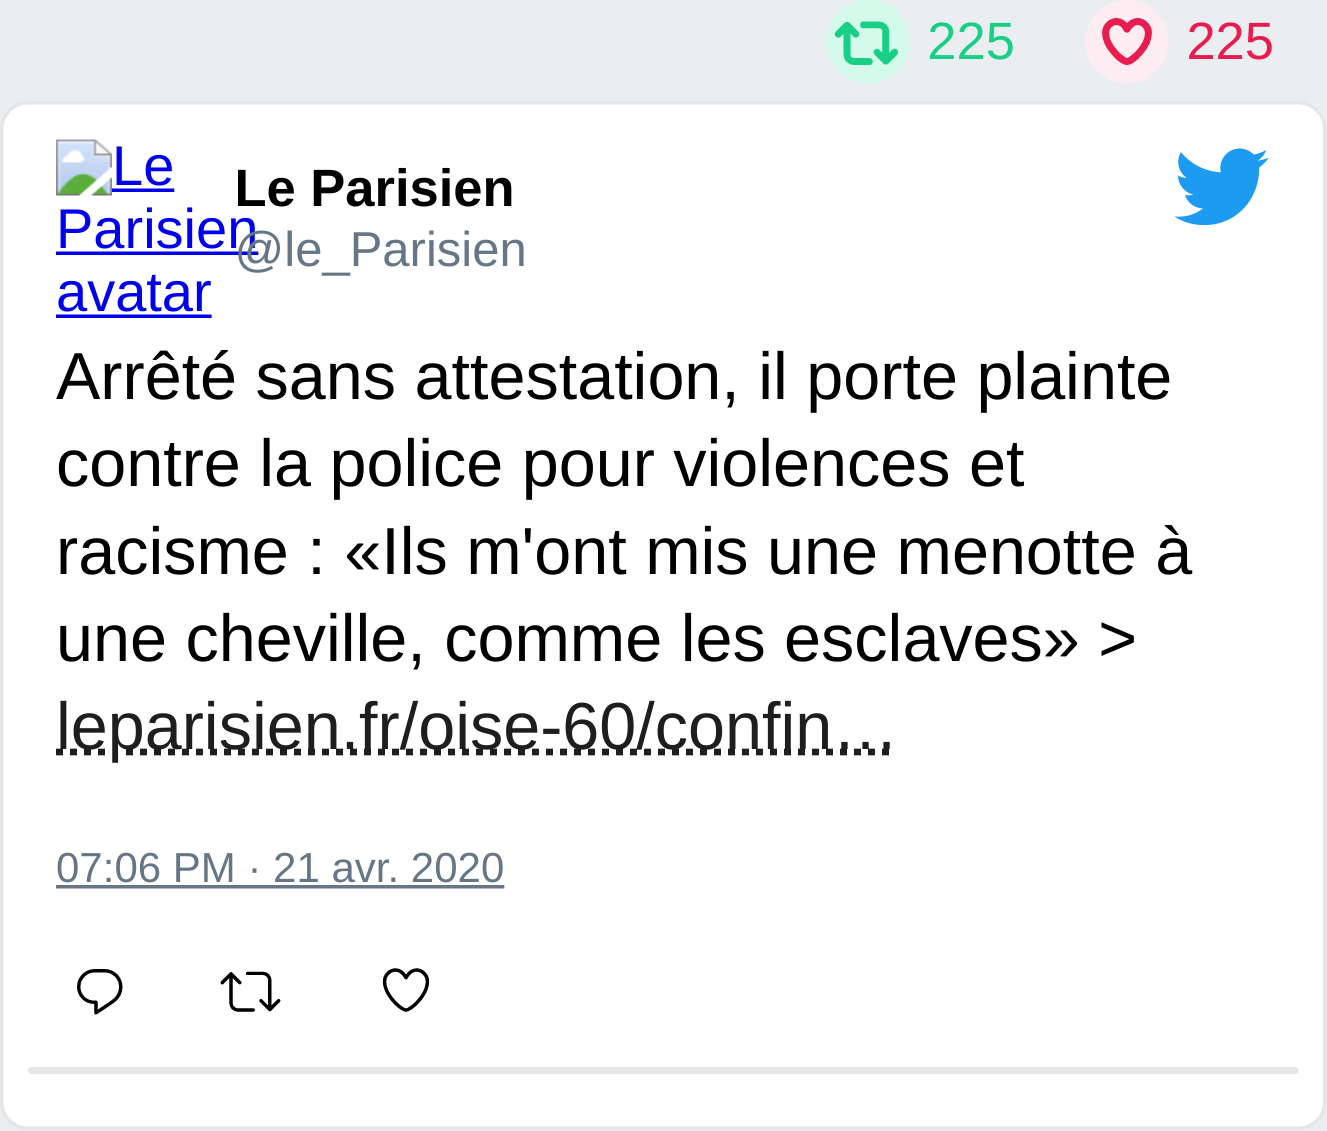 225 225
Le Parisien avatar
Le Parisien
@le_Parisien
Arrêté sans attestation, il porte plainte
contre la police pour violences et
racisme : «Ils m'ont mis une menotte à
une cheville, comme les esclaves» >
leparisien.fr/oise-60/confin…
07:06 PM · 21 avr. 2020